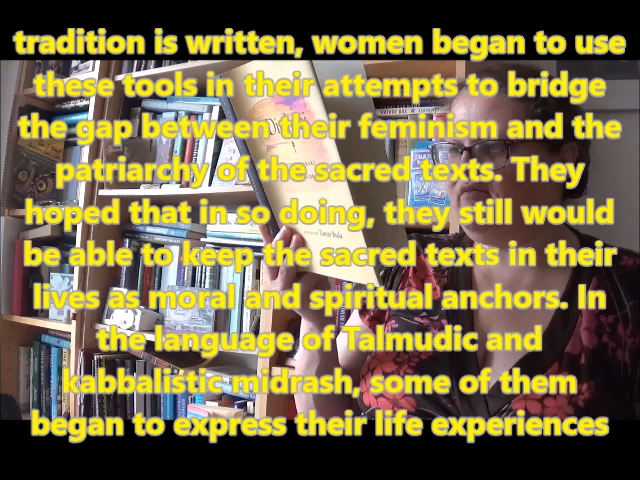 tradition is written, women began to use
these tools in their attempts to bridge
the gap between their feminism and the
patriarchy of the sacred texts. They
hoped that in so doing, they still would
be able to keep the sacred texts in their
lives as moral and spiritual anchors. In
the language of Talmudic and
kabbalistic midrash, some of them
began to express their life experiences